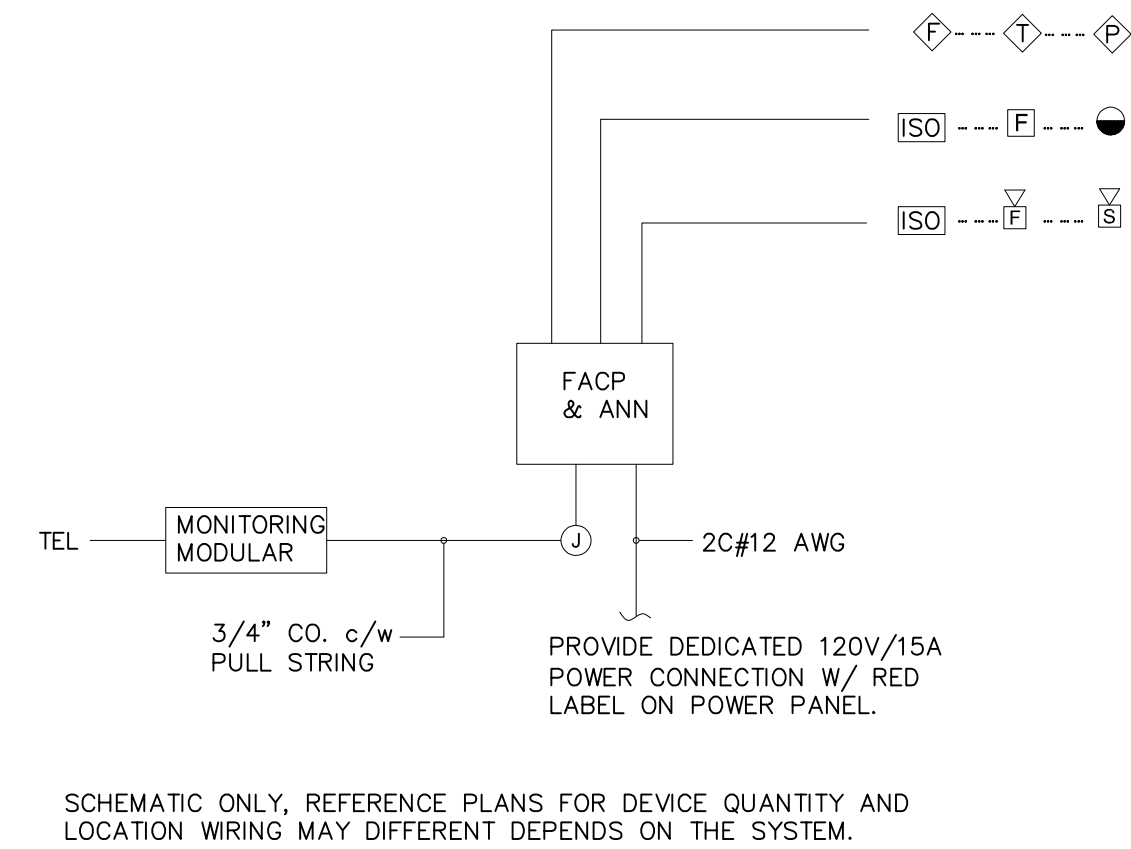 F T P
ISO F
ISO F S
FACP
& ANN
TEL
MONITORING
MODULAR
J
2C#12 AWG
3/4" CO. c/w
PULL STRING
PROVIDE DEDICATED 120V/15A
POWER CONNECTION W/ RED
LABEL ON POWER PANEL.
SCHEMATIC ONLY, REFERENCE PLANS FOR DEVICE QUANTITY AND
LOCATION WIRING MAY DIFFERENT DEPENDS ON THE SYSTEM.